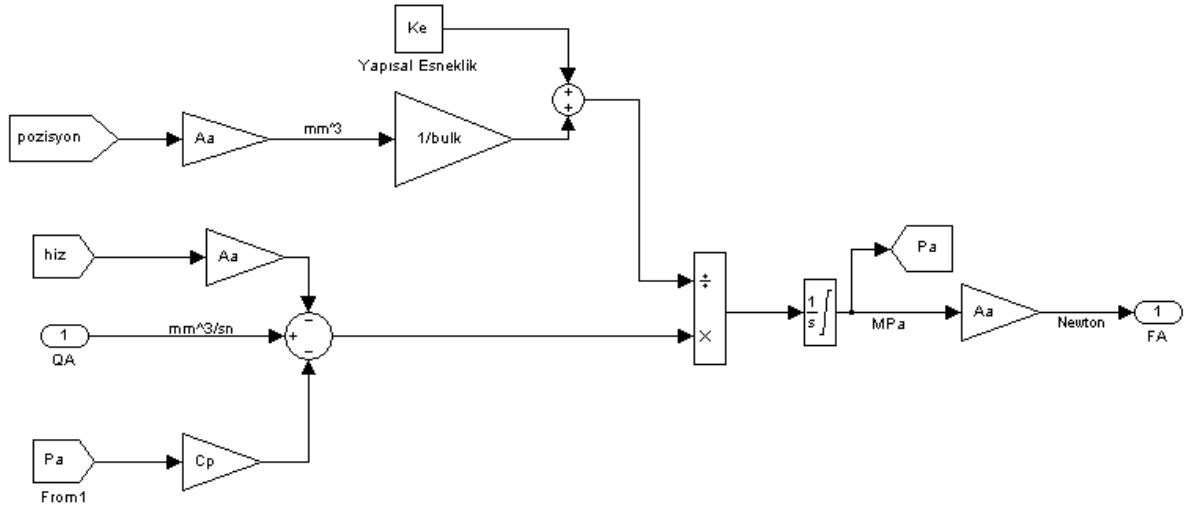 Ke
Yapısal Esneklik
+
+
pozisyon
Aa
mm^3
1/bulk
hiz
Aa
Pa
÷
1
QA
mm^3/sn
−
+
−
×
1
s
MPa
Aa
Newton
1
FA
Pa
Cp
From1